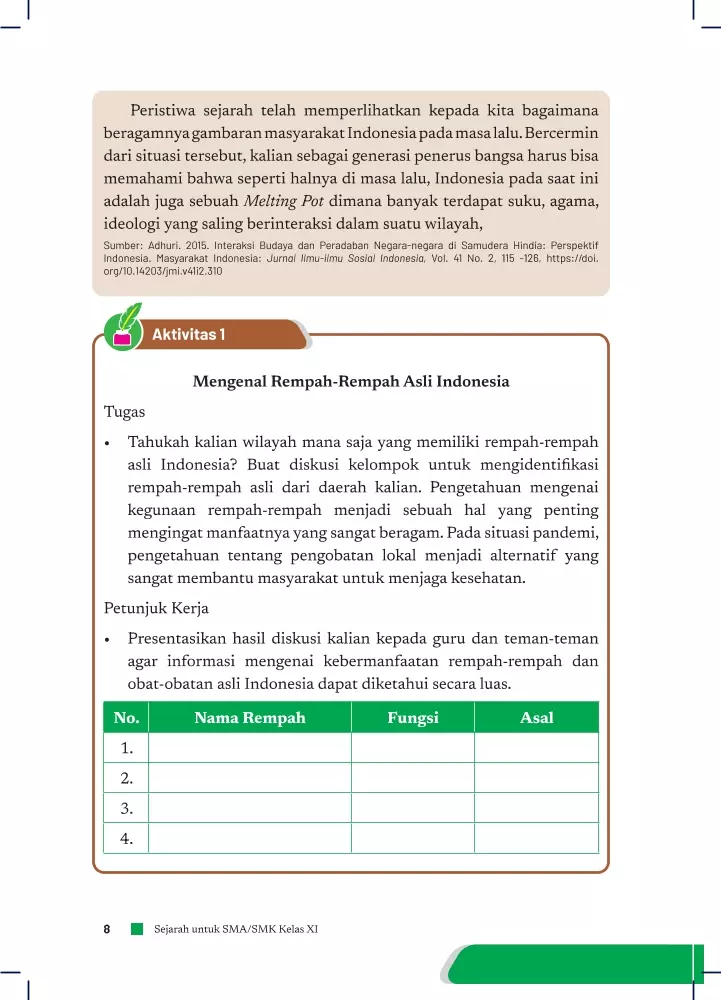 Peristiwa sejarah telah memperlihatkan kepada kita bagaimana
beragamnya gambaran masyarakat Indonesia pada masa lalu. Bercermin
dari situasi tersebut, kalian sebagai generasi penerus bangsa harus bisa
memahami bahwa seperti halnya di masa lalu, Indonesia pada saat ini
adalah juga sebuah Melting Pot dimana banyak terdapat suku, agama,
ideologi yang saling berinteraksi dalam suatu wilayah,
Sumber: Adhuri. 2015. Interaksi Budaya dan Peradaban Negara-negara di Samudera Hindia: Perspektif
Indonesia. Masyarakat Indonesia: Jurnal Ilmu-ilmu Sosial Indonesia, Vol. 41 No. 2, 115 -126, https://doi.
org/10.14203/jmi.v41i2.310
Aktivitas 1
Mengenal Rempah-Rempah Asli Indonesia
Tugas
• Tahukah kalian wilayah mana saja yang memiliki rempah-rempah
asli Indonesia? Buat diskusi kelompok untuk mengidentifikasi
rempah-rempah asli dari daerah kalian. Pengetahuan mengenai
kegunaan rempah-rempah menjadi sebuah hal yang penting
mengingat manfaatnya yang sangat beragam. Pada situasi pandemi,
pengetahuan tentang pengobatan lokal menjadi alternatif yang
sangat membantu masyarakat untuk menjaga kesehatan.
Petunjuk Kerja
• Presentasikan hasil diskusi kalian kepada guru dan teman-teman
agar informasi mengenai kebermanfaatan rempah-rempah dan
obat-obatan asli Indonesia dapat diketahui secara luas.
No. Nama Rempah Fungsi Asal
1.
2.
3.
4.
8 Sejarah untuk SMA/SMK Kelas XI